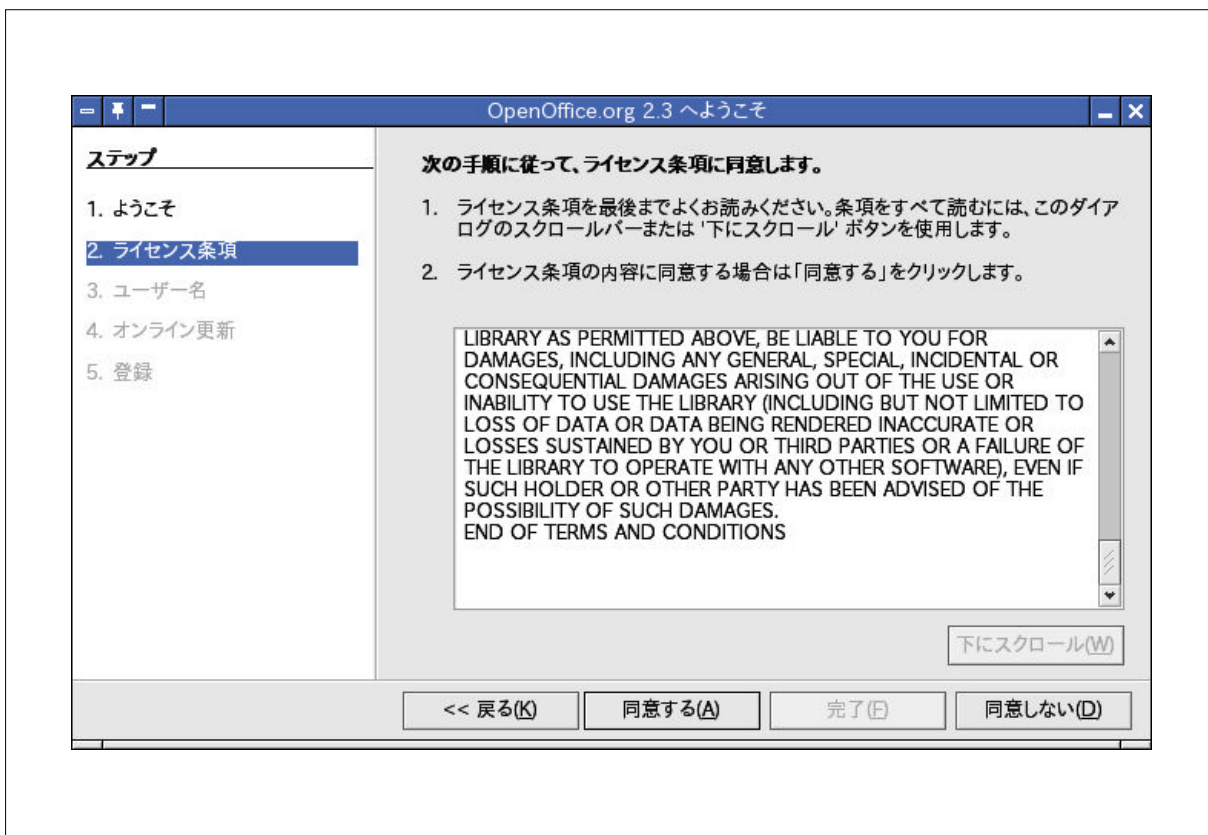 OpenOffice.org 2.3 へようこそ
ステップ
1. ようこそ
2. ライセンス条項
3. ユーザー名
4. オンライン更新
5. 登録
次の手順に従って、ライセンス条項に同意します。
1. ライセンス条項を最後までよくお読みください。条項をすべて読むには、このダイア
ログのスクロールバーまたは '下にスクロール' ボタンを使用します。
2. ライセンス条項の内容に同意する場合は「同意する」をクリックします。
LIBRARY AS PERMITTED ABOVE, BE LIABLE TO YOU FOR
DAMAGES, INCLUDING ANY GENERAL, SPECIAL, INCIDENTAL OR
CONSEQUENTIAL DAMAGES ARISING OUT OF THE USE OR
INABILITY TO USE THE LIBRARY (INCLUDING BUT NOT LIMITED TO
LOSS OF DATA OR DATA BEING RENDERED INACCURATE OR
LOSSES SUSTAINED BY YOU OR THIRD PARTIES OR A FAILURE OF
THE LIBRARY TO OPERATE WITH ANY OTHER SOFTWARE), EVEN IF
SUCH HOLDER OR OTHER PARTY HAS BEEN ADVISED OF THE
POSSIBILITY OF SUCH DAMAGES.
END OF TERMS AND CONDITIONS
下にスクロール(W)
<< 戻る(K)
同意する(A)
完了(F)
同意しない(D)